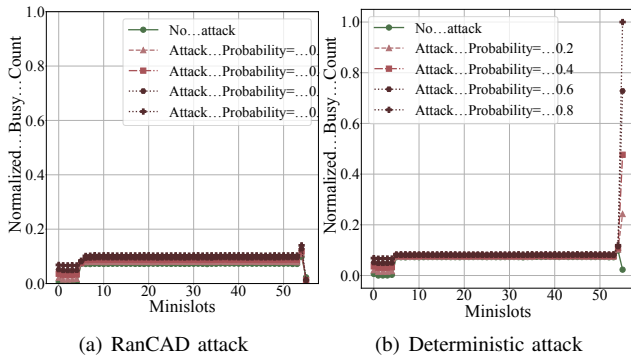 No…attack
Attack…Probability=…0.
Attack…Probability=…0.
Attack…Probability=…0.
Attack…Probability=…0.
1.0
0.8
0.6
0.4
0.2
0.0
Normalized…Busy…Count
0 10 20 30 40 50
Minislots
(a) RanCAD attack
No…attack
Attack…Probability=…0.2
Attack…Probability=…0.4
Attack…Probability=…0.6
Attack…Probability=…0.8
1.0
0.8
0.6
0.4
0.2
0.0
Normalized…Busy…Count
0 10 20 30 40 50
Minislots
(b) Deterministic attack